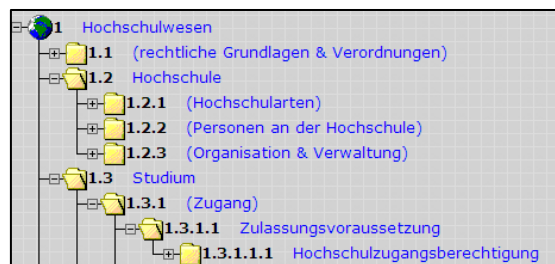 1 Hochschulwesen
1.1 (rechtliche Grundlagen & Verordnungen)
1.2 Hochschule
1.2.1 (Hochschularten)
1.2.2 (Personen an der Hochschule)
1.2.3 (Organisation & Verwaltung)
1.3 Studium
1.3.1 (Zugang)
1.3.1.1 Zulassungsvoraussetzung
1.3.1.1.1 Hochschulzugangsberechtigung